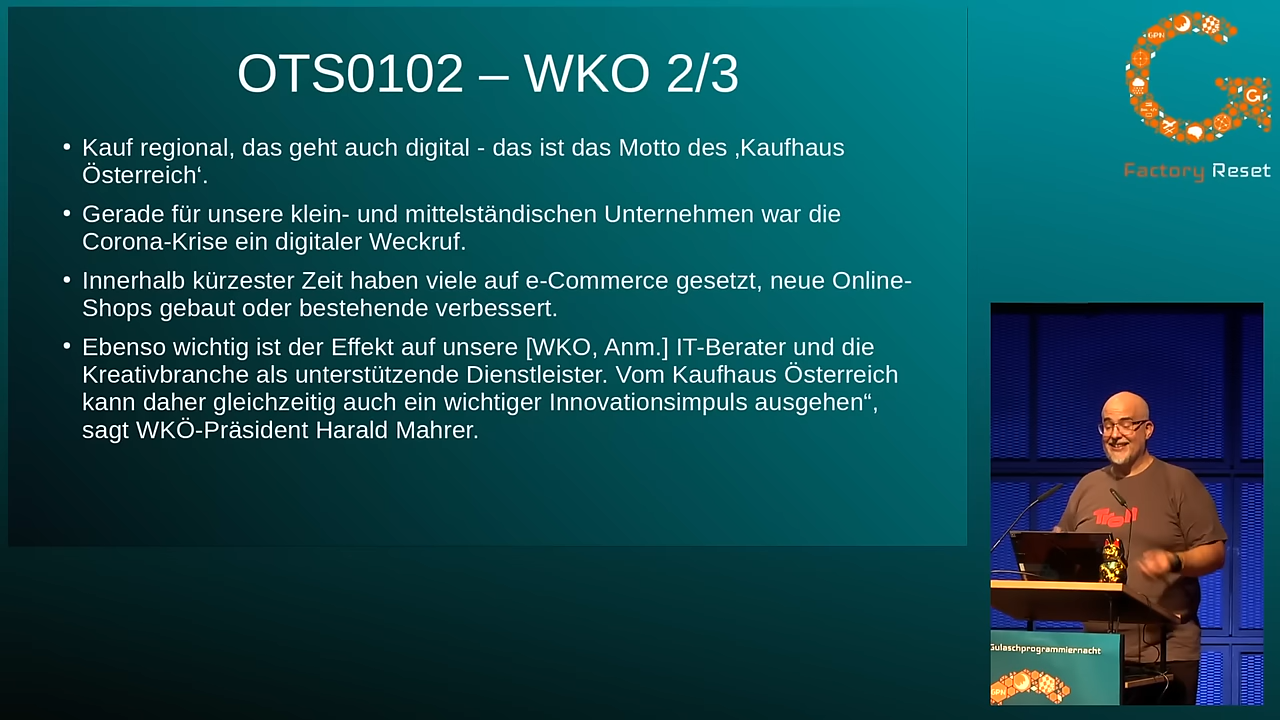 OTS0102 – WKO 2/3
Kauf regional, das geht auch digital - das ist das Motto des ‚Kaufhaus
Österreich‘.
Gerade für unsere klein- und mittelständischen Unternehmen war die
Corona-Krise ein digitaler Weckruf.
Innerhalb kürzester Zeit haben viele auf e-Commerce gesetzt, neue Online-
Shops gebaut oder bestehende verbessert.
Ebenso wichtig ist der Effekt auf unsere [WKO, Anm.] IT-Berater und die
Kreativbranche als unterstützende Dienstleister. Vom Kaufhaus Österreich
kann daher gleichzeitig auch ein wichtiger Innovationsimpuls ausgehen“,
sagt WKÖ-Präsident Harald Mahrer.
GPN
G
Factory Reset
Troll
Gulaschprogrammiernacht
GPN